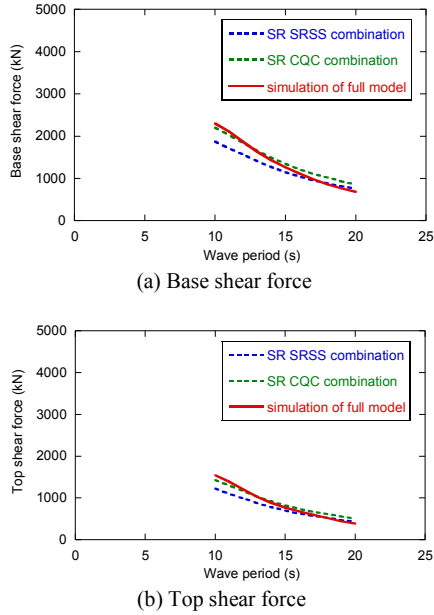 5000
4000
3000
2000
1000
0
Base shear force (kN)
SR SRSS combination
SR CQC combination
simulation of full model
0 5 10 15 20 25
Wave period (s)
(a) Base shear force
5000
4000
3000
2000
1000
0
Top shear force (kN)
SR SRSS combination
SR CQC combination
simulation of full model
0 5 10 15 20 25
Wave period (s)
(b) Top shear force